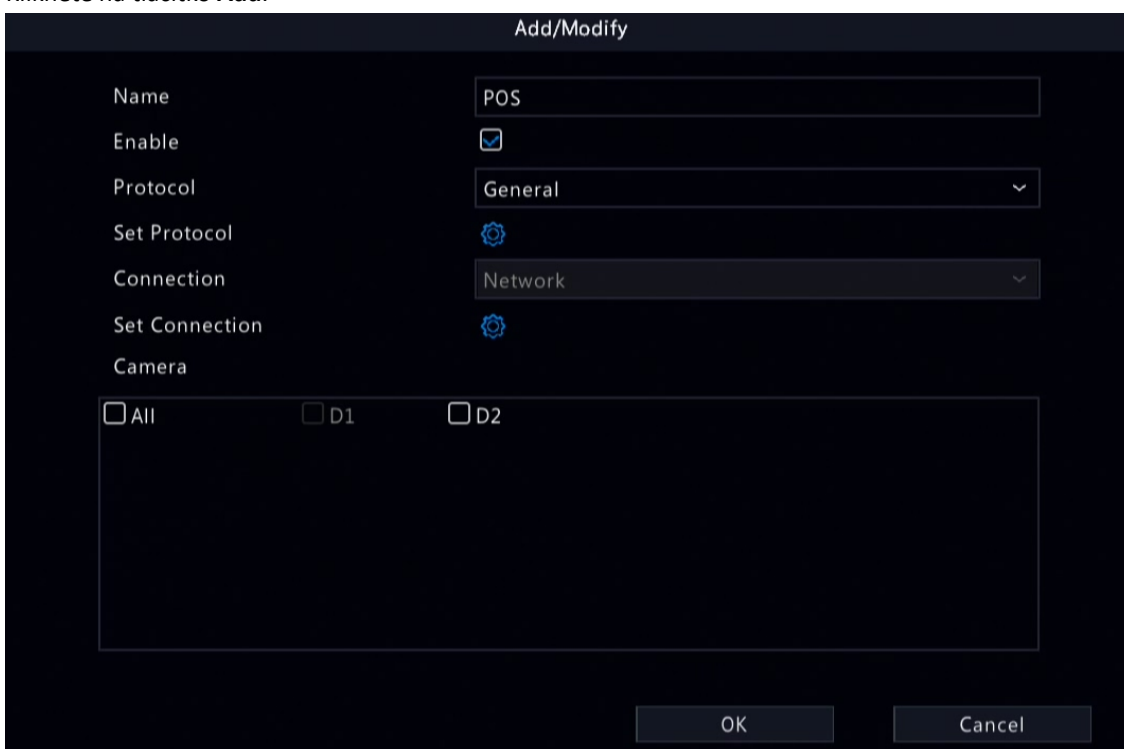 Add/Modify
Name POS
Enable
Protocol General
Set Protocol
Connection Network
Set Connection
Camera
All D1 D2
OK Cancel